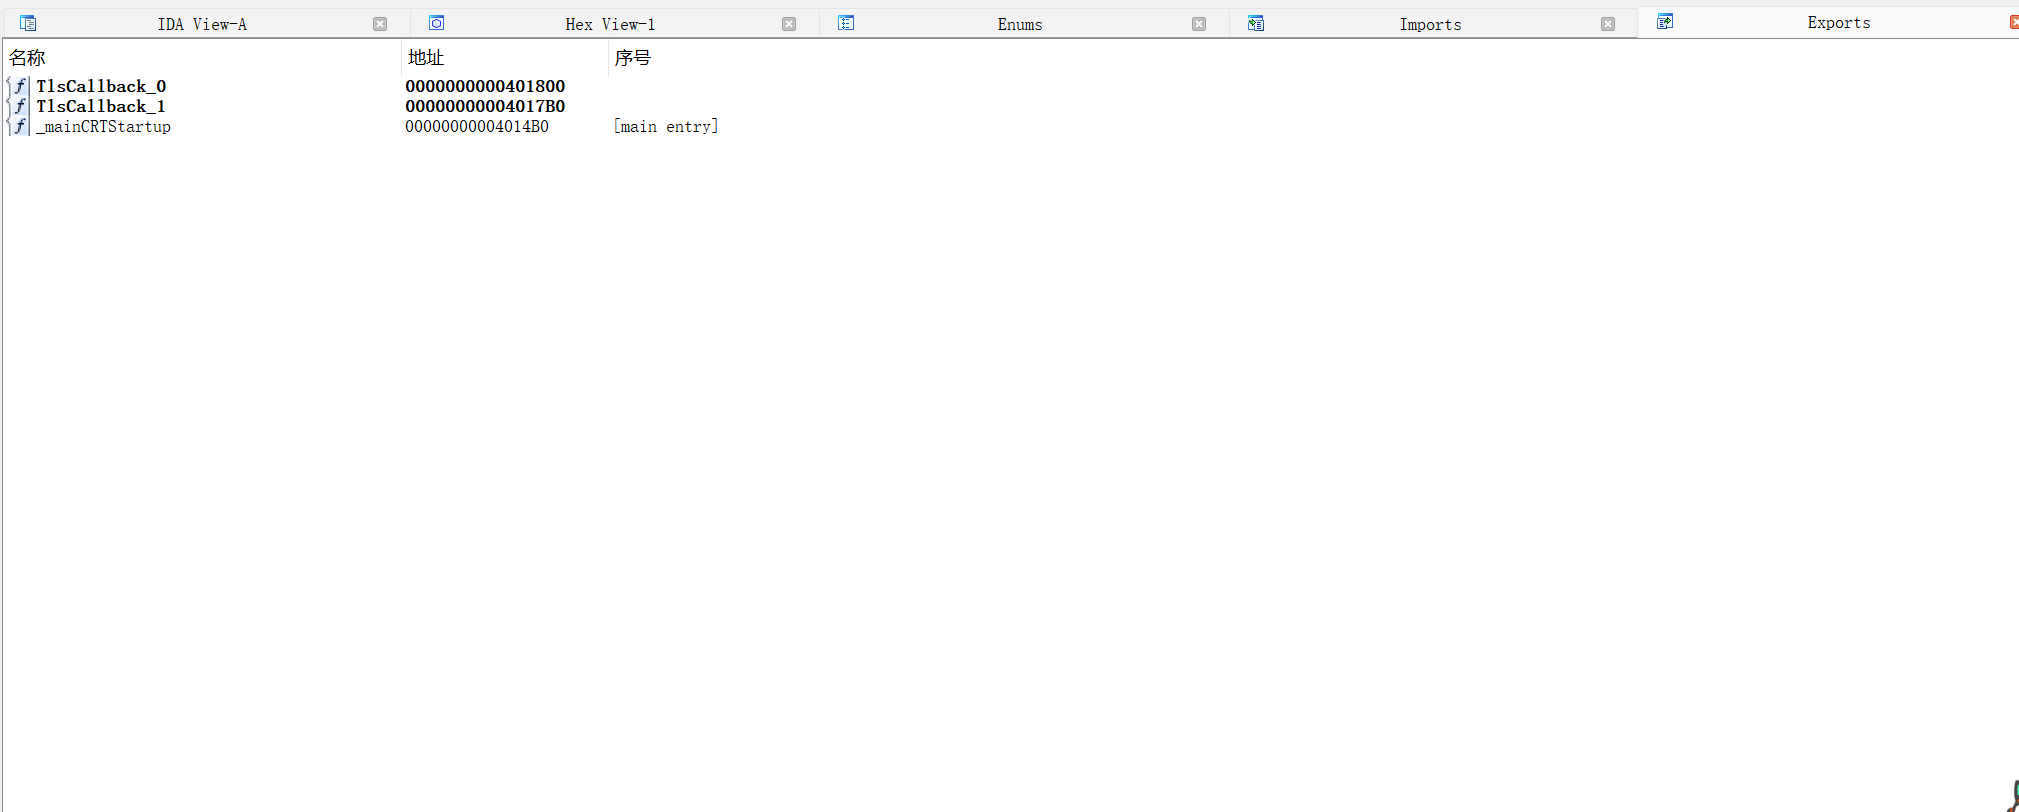 IDA View-A Hex View-1 Enums Imports Exports
名称 地址 序号
f TlsCallback_0 0000000000401800
f TlsCallback_1 00000000004017B0
f _mainCRTStartup 00000000004014B0 [main entry]